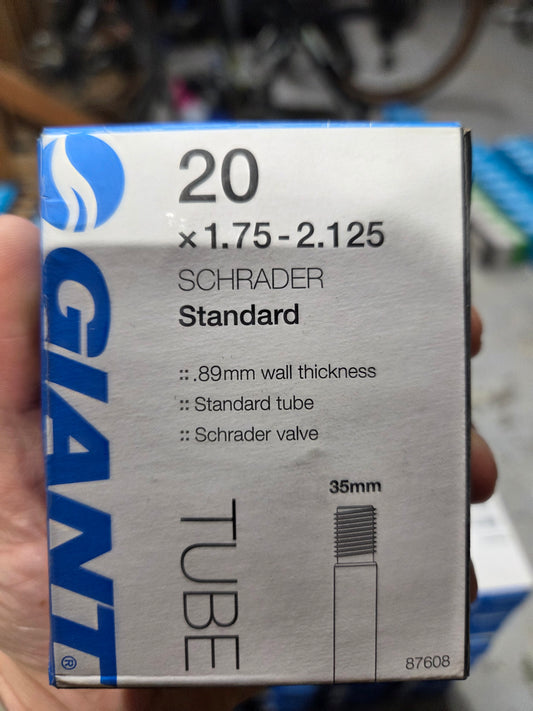 20
×1.75-2.125
SCHRADER
Standard
:: .89mm wall thickness
:: Standard tube
:: Schrader valve
35mm
GIANT®
TUBE
87608